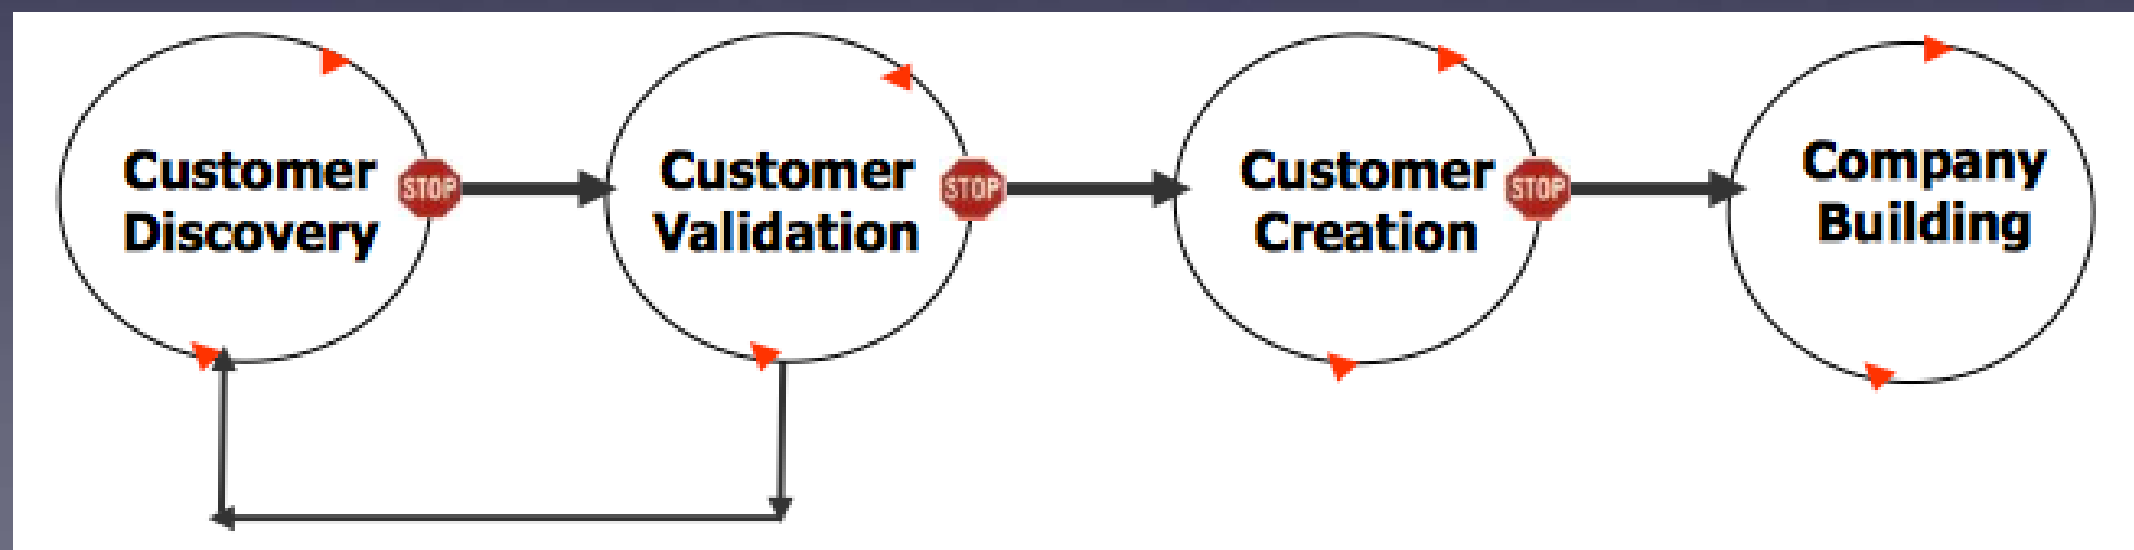 Customer
Discovery
STOP
Customer
Validation
STOP
Customer
Creation
STOP
Company
Building